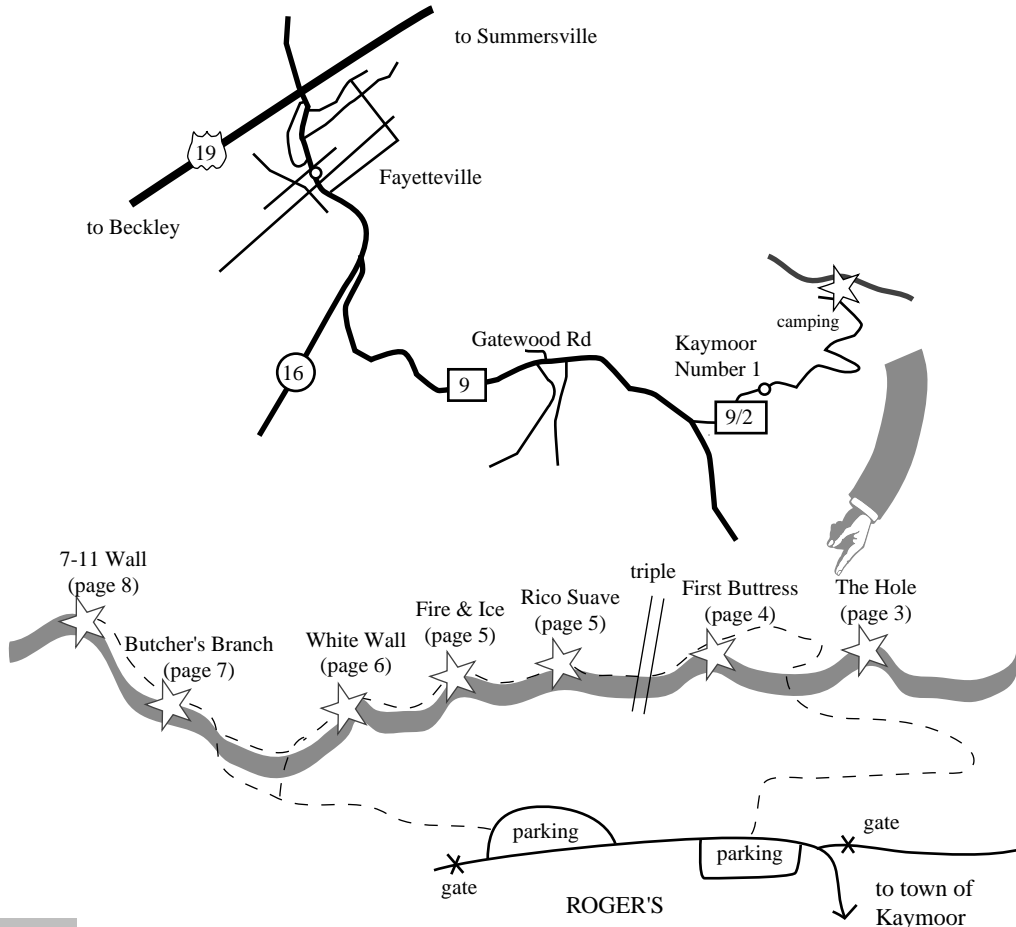 to Summersville
19
Fayetteville
to Beckley
camping
Gatewood Rd
Kaymoor
Number 1
16
9
9/2
7-11 Wall
(page 8)
triple
First Buttress
(page 4)
The Hole
(page 3)
Rico Suave
(page 5)
Fire & Ice
(page 5)
Butcher's Branch
(page 7)
White Wall
(page 6)
parking
gate
parking
gate
ROGER'S
to town of
Kaymoor